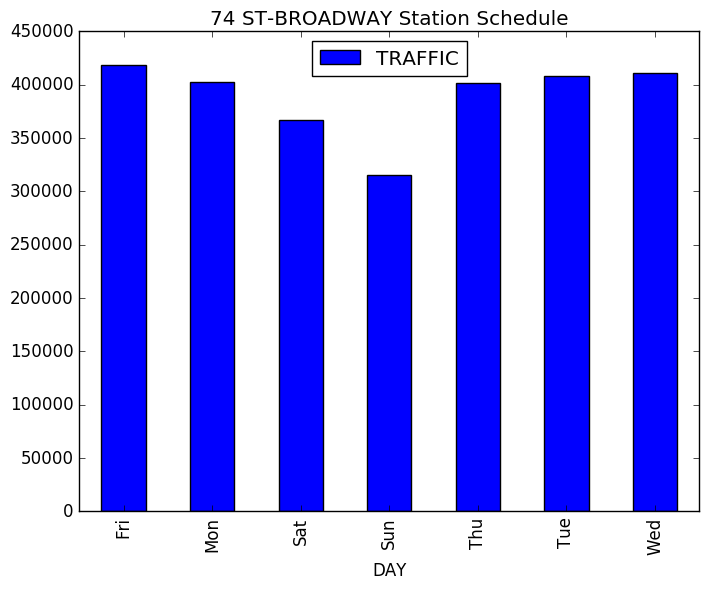 74 ST-BROADWAY Station Schedule
TRAFFIC
450000
400000
350000
300000
250000
200000
150000
100000
50000
0
Fri
Mon
Sat
Sun
Thu
Tue
Wed
DAY